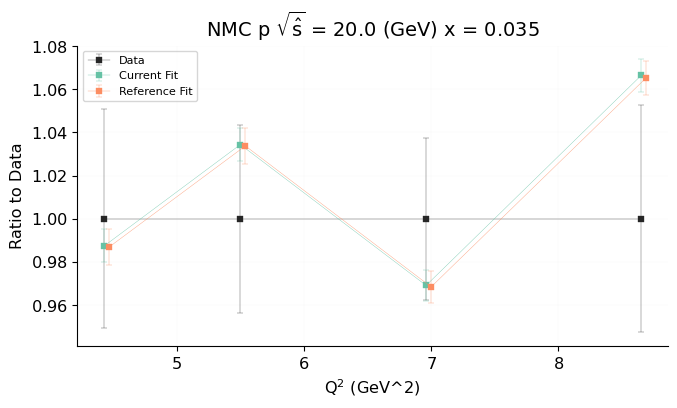 NMC p √ŝ = 20.0 (GeV) x = 0.035
Data
Current Fit
Reference Fit
Ratio to Data
1.08
1.06
1.04
1.02
1.00
0.98
0.96
5 6 7 8
Q² (GeV^2)